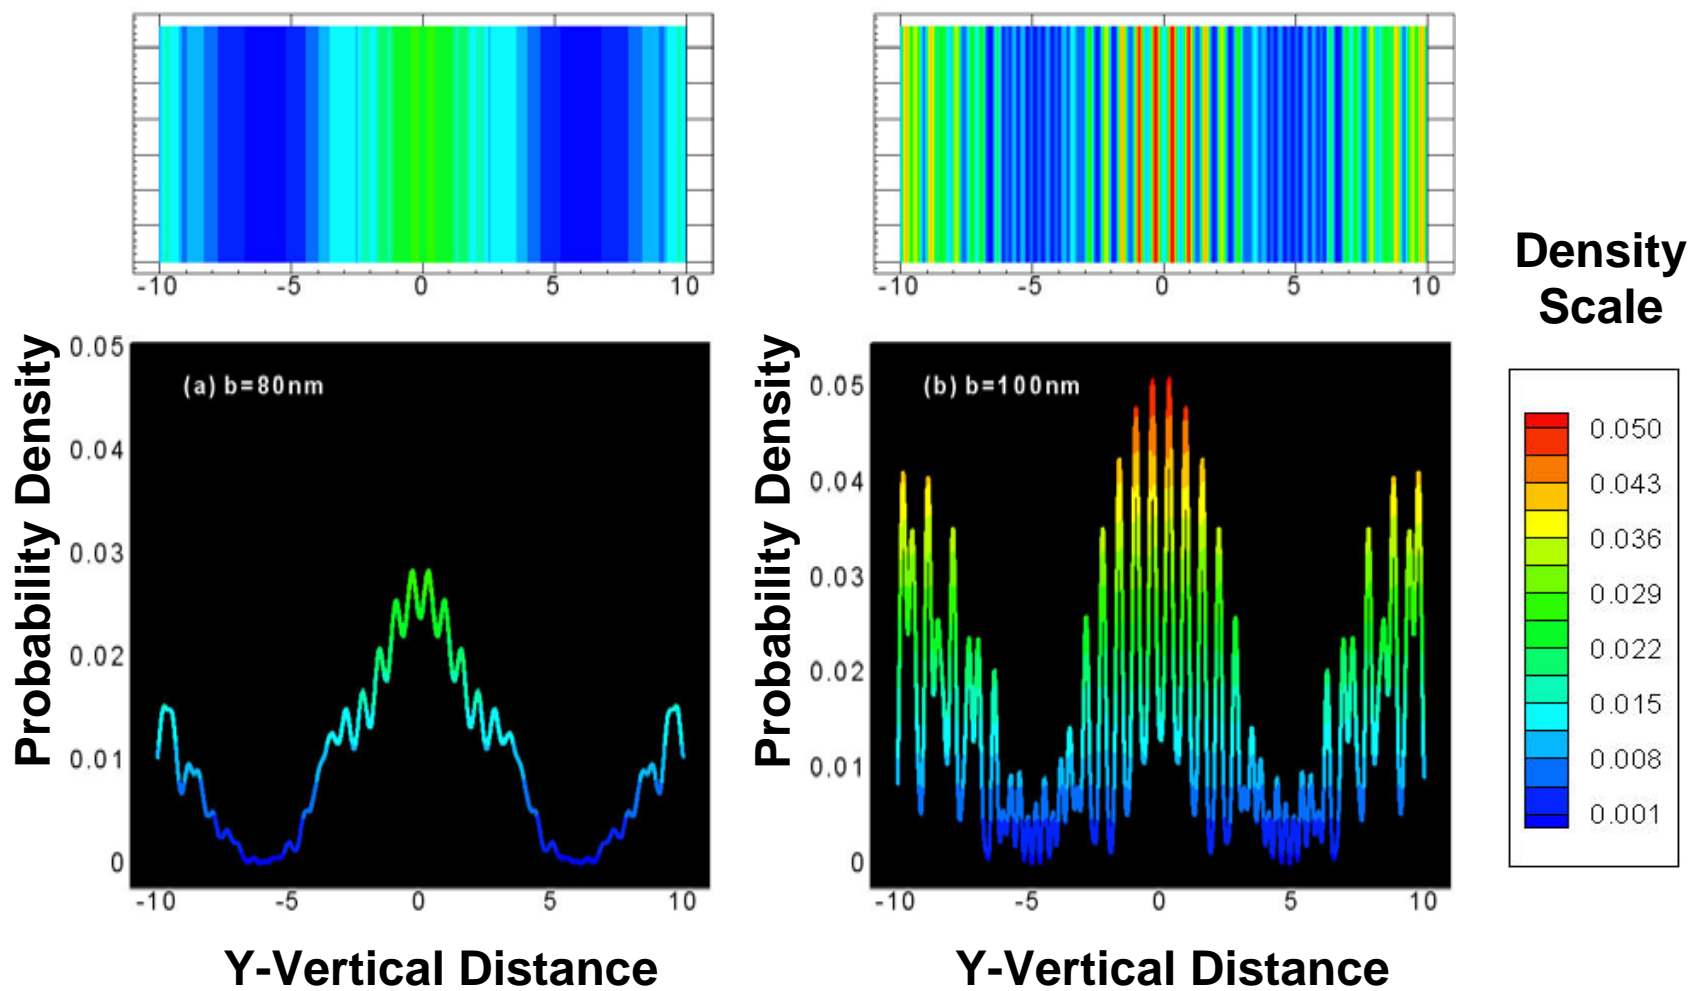 -10 -5 0 5 10
-10 -5 0 5 10
Density
Scale
Probability Density
0.05
0.04
0.03
0.02
0.01
0
(a) b=80nm
-10 -5 0 5 10
Y-Vertical Distance
Probability Density
0.05
0.04
0.03
0.02
0.01
0
(b) b=100nm
-10 -5 0 5 10
Y-Vertical Distance
0.050
0.043
0.036
0.029
0.022
0.015
0.008
0.001